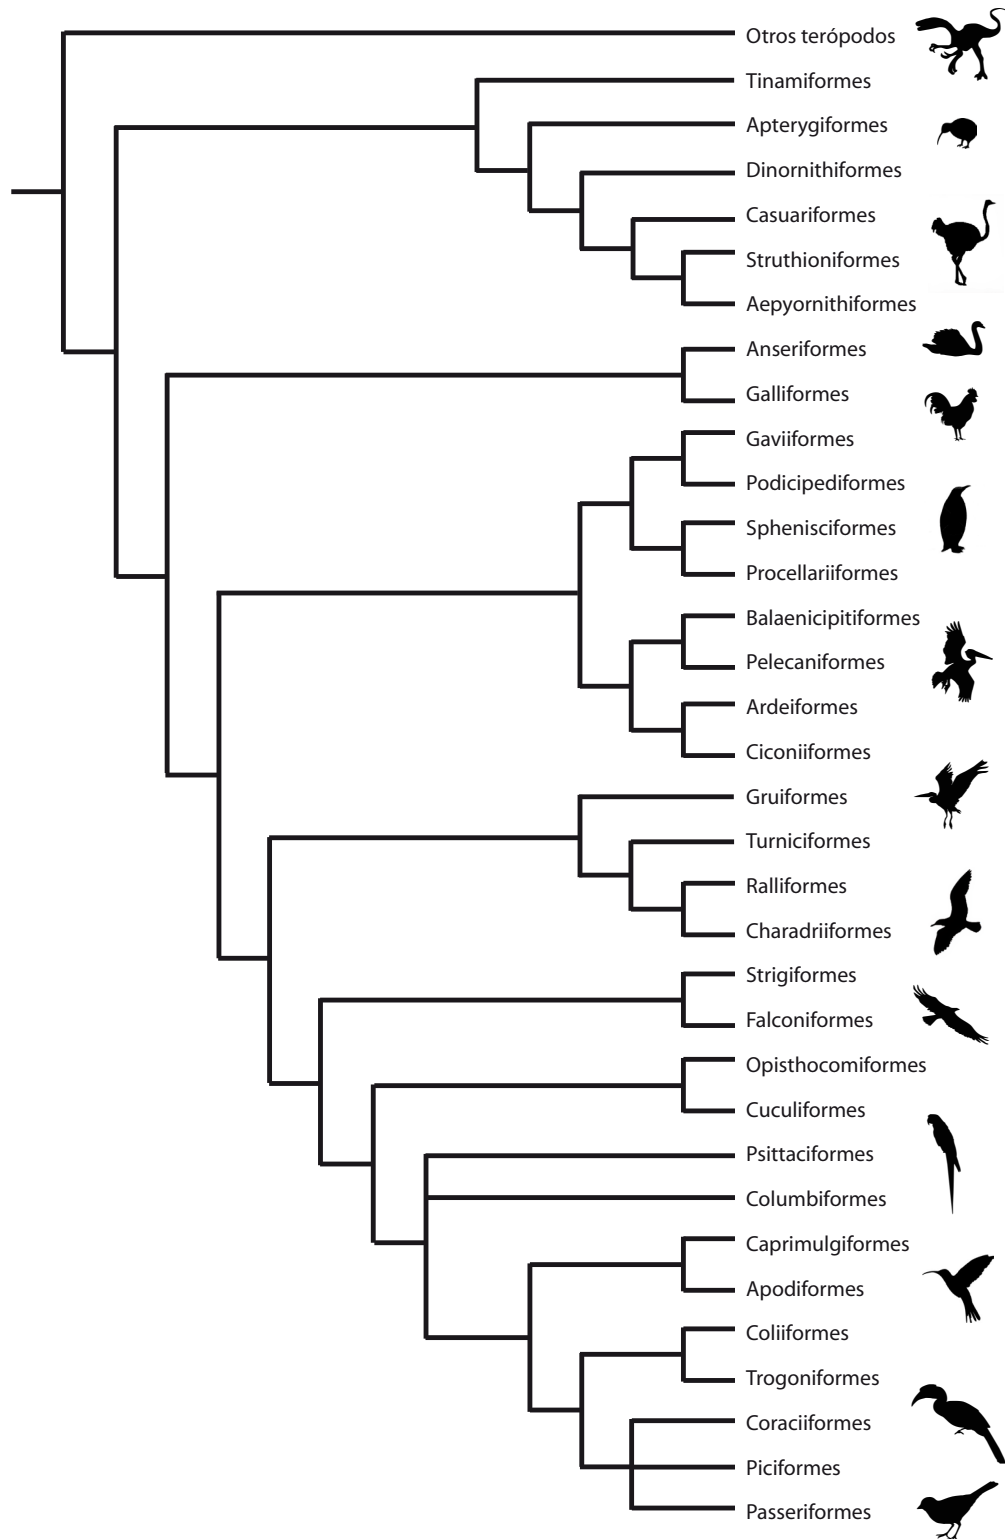 Otros terópodos
Tinamiformes
Apterygiformes
Dinornithiformes
Casuariformes
Struthioniformes
Aepyornithiformes
Anseriformes
Galliformes
Gaviiformes
Podicipediformes
Sphenisciformes
Procellariiformes
Balaenicipitiformes
Pelecaniformes
Ardeiformes
Ciconiiformes
Gruiformes
Turniciformes
Ralliformes
Charadriiformes
Strigiformes
Falconiformes
Opisthocomiformes
Cuculiformes
Psittaciformes
Columbiformes
Caprimulgiformes
Apodiformes
Coliiformes
Trogoniformes
Coraciiformes
Piciformes
Passeriformes